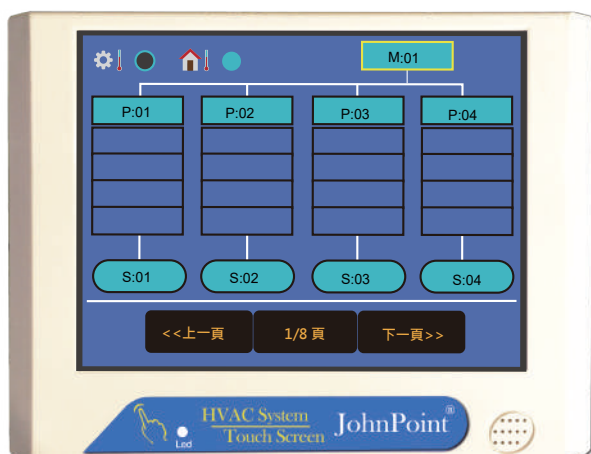 M:01
P:01 P:02 P:03 P:04
S:01 S:02 S:03 S:04
<<上一頁 1/8 頁 下一頁>>
Led
HVAC System
Touch Screen
JohnPoint®